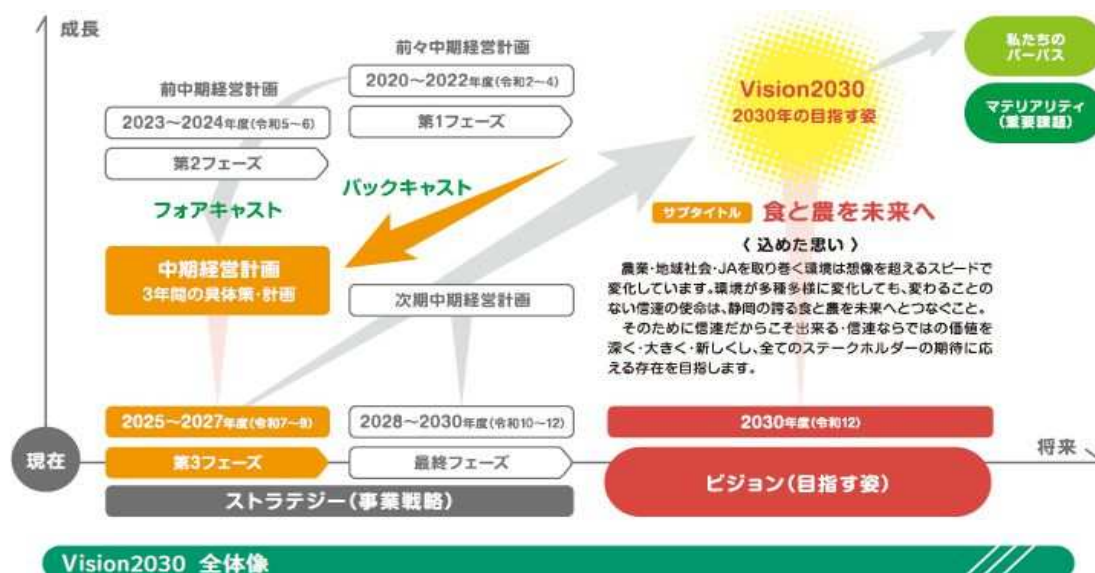 成長
前々中期経営計画
2020～2022年度(令和2～4)
第1フェーズ
前中期経営計画
2023～2024年度(令和5～6)
第2フェーズ
フォアキャスト
バックキャスト
中期経営計画
3年間の具体策・計画
次期中期経営計画
Vision2030
2030年の目指す姿
私たちの
パーパス
マテリアリティ
(重要課題)
サブタイトル 食と農を未来へ
〈 込めた思い 〉
農業・地域社会・JAを取り巻く環境は想像を超えるスピードで
変化しています。環境が多種多様に変化しても、変わることの
ない信連の使命は、静岡の誇る食と農を未来へとつなぐこと。
そのために信連だからこそ出来る・信連ならではの価値を
深く・大きく・新しくし、全てのステークホルダーの期待に応
える存在を目指します。
2025～2027年度(令和7～9)
2028～2030年度(令和10～12)
2030年度(令和12)
現在
第3フェーズ
最終フェーズ
ビジョン(目指す姿)
将来
ストラテジー(事業戦略)
Vision2030 全体像